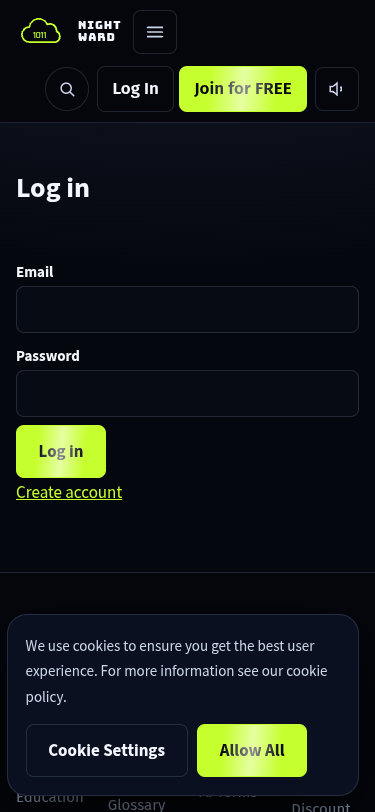 1011
NIGHT
WARD
Log In
Join for FREE
Log in
Email
Password
Log in
Create account
We use cookies to ensure you get the best user
experience. For more information see our cookie
policy.
Cookie Settings
Allow All
Education
Glossary
Discount